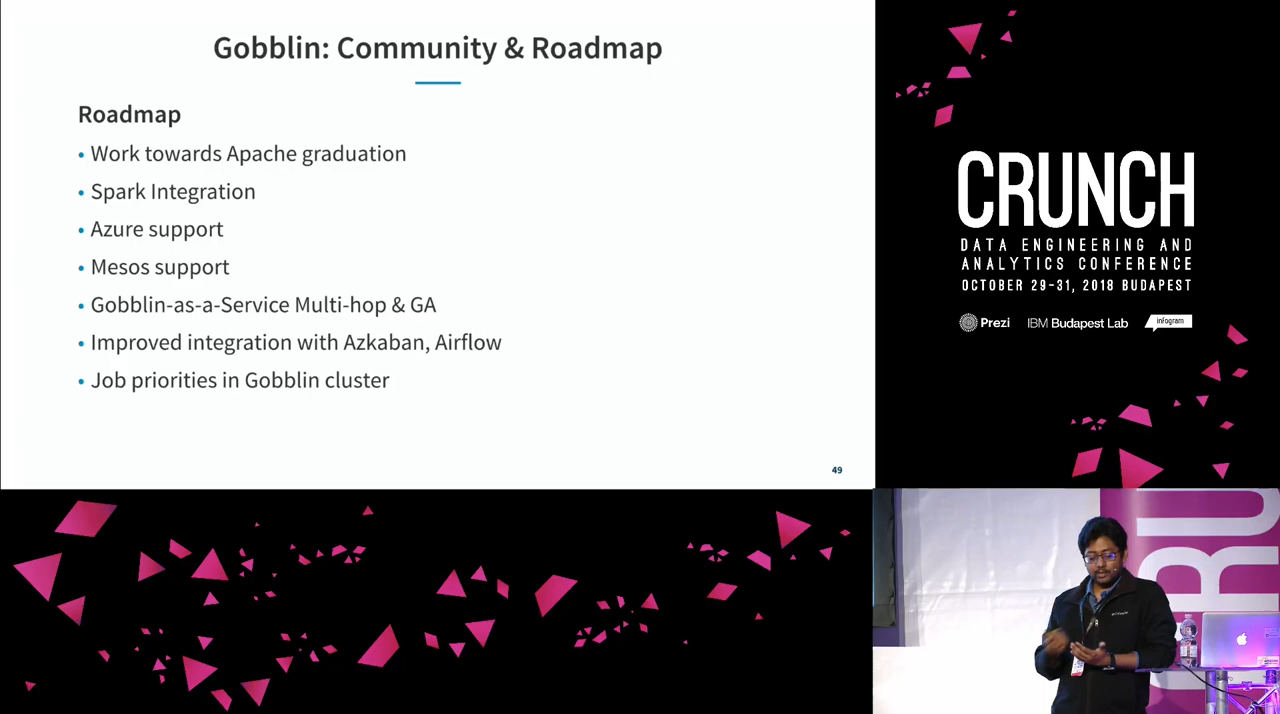 Gobblin: Community & Roadmap
Roadmap
• Work towards Apache graduation
• Spark Integration
• Azure support
• Mesos support
• Gobblin-as-a-Service Multi-hop & GA
• Improved integration with Azkaban, Airflow
• Job priorities in Gobblin cluster
49
CRUNCH
DATA ENGINEERING AND
ANALYTICS CONFERENCE
OCTOBER 29-31, 2018 BUDAPEST
Prezi IBM Budapest Lab infogram
RU